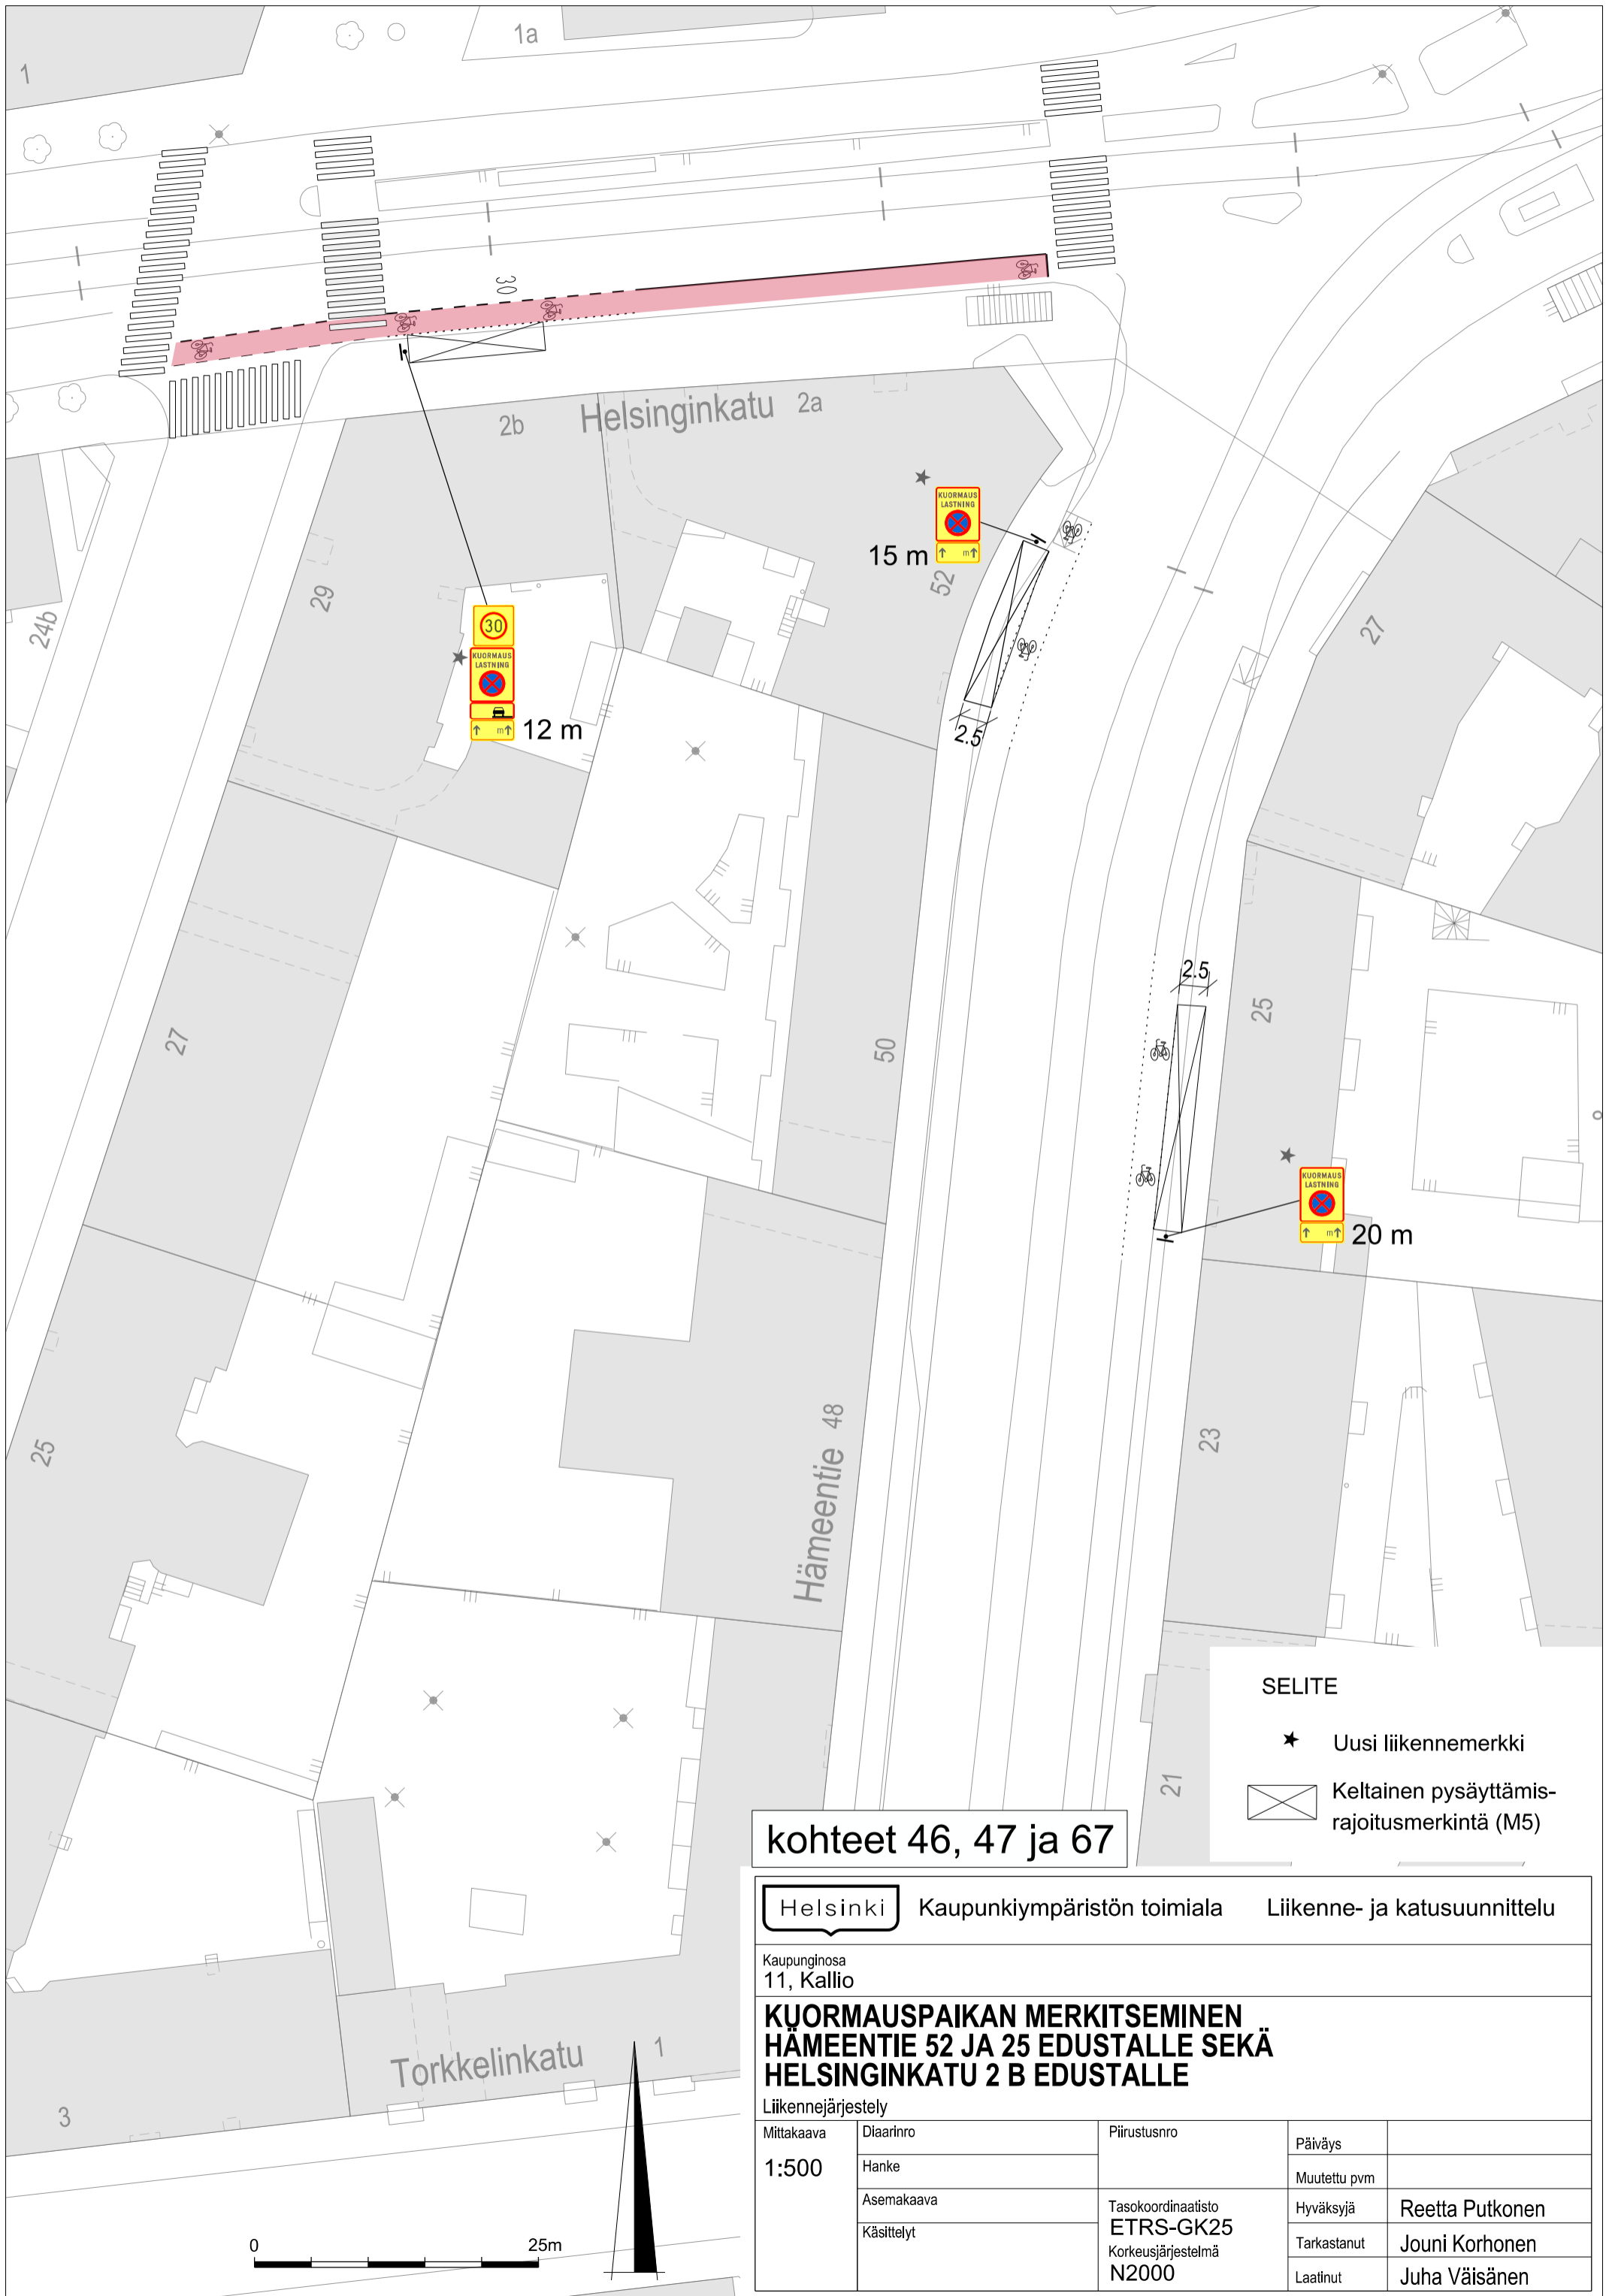 1
1a
30
2b
Helsinginkatu
2a
KUORMAUS
LASTNING
m
15 m
52
29
24b
27
30
KUORMAUS
LASTNING
m
12 m
2.5
2.5
25
27
50
KUORMAUS
LASTNING
m
20 m
25
Hämeentie 48
23
21
SELITE
Uusi liikennemerkki
Keltainen pysäyttämis-
rajoitusmerkintä (M5)
kohteet 46, 47 ja 67
Helsinki
Kaupunkiympäristön toimiala
Liikenne- ja katusuunnittelu
Kaupunginosa
11, Kallio
KUORMAUSPAIKAN MERKITSEMINEN
HÄMEENTIE 52 JA 25 EDUSTALLE SEKÄ
HELSINGINKATU 2 B EDUSTALLE
Liikennejärjestely
Mittakaava
1:500
Diaarinro
Hanke
Asemakaava
Käsittelyt
Piirustusnro
Tasokoordinaatisto
ETRS-GK25
Korkeusjärjestelmä
N2000
Päiväys
Muutettu pvm
Hyväksyjä Reetta Putkonen
Tarkastanut Jouni Korhonen
Laatinut Juha Väisänen
Torkkelinkatu
1
3
0 25m